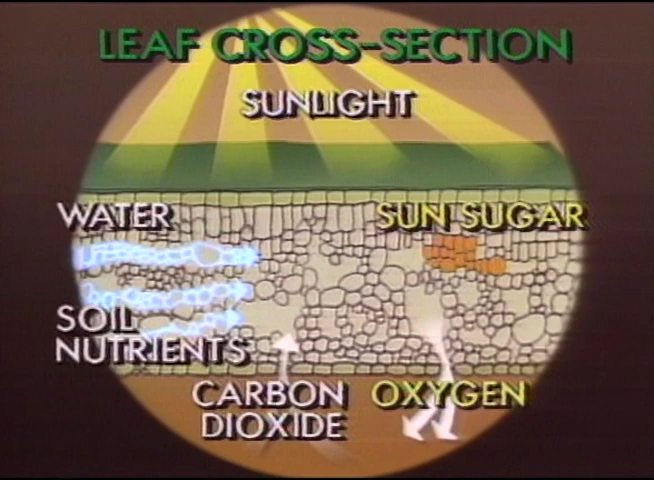 LEAF CROSS-SECTION
SUNLIGHT
WATER
SUN SUGAR
SOIL
NUTRIENTS
CARBON
DIOXIDE
OXYGEN